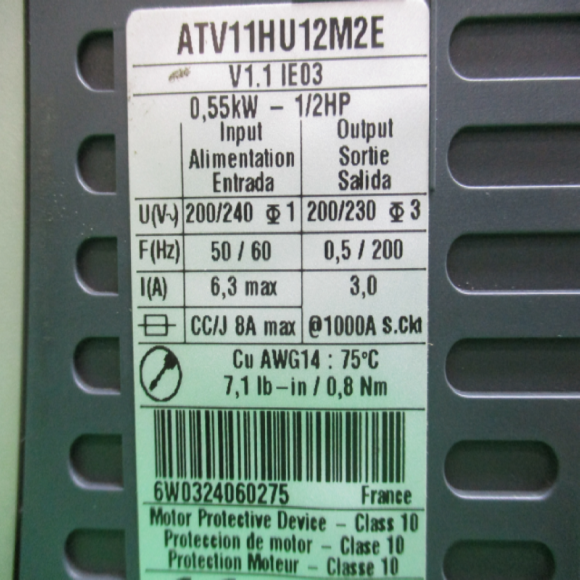 ATV11HU12M2E
V1.1 IE03
0,55kW – 1/2HP
Input Output
Alimentation Sortie
Entrada Salida
U(V~) 200/240 Φ 1 200/230 Φ 3
F(Hz) 50 / 60 0,5 / 200
I(A) 6,3 max 3,0
CC/J 8A max @1000A S.Ckt
Cu AWG14 : 75°C
7,1 lb–in / 0,8 Nm
6W0324060275 France
Motor Protective Device – Class 10
Proteccion de motor – Clase 10
Protection Moteur – Classe 10